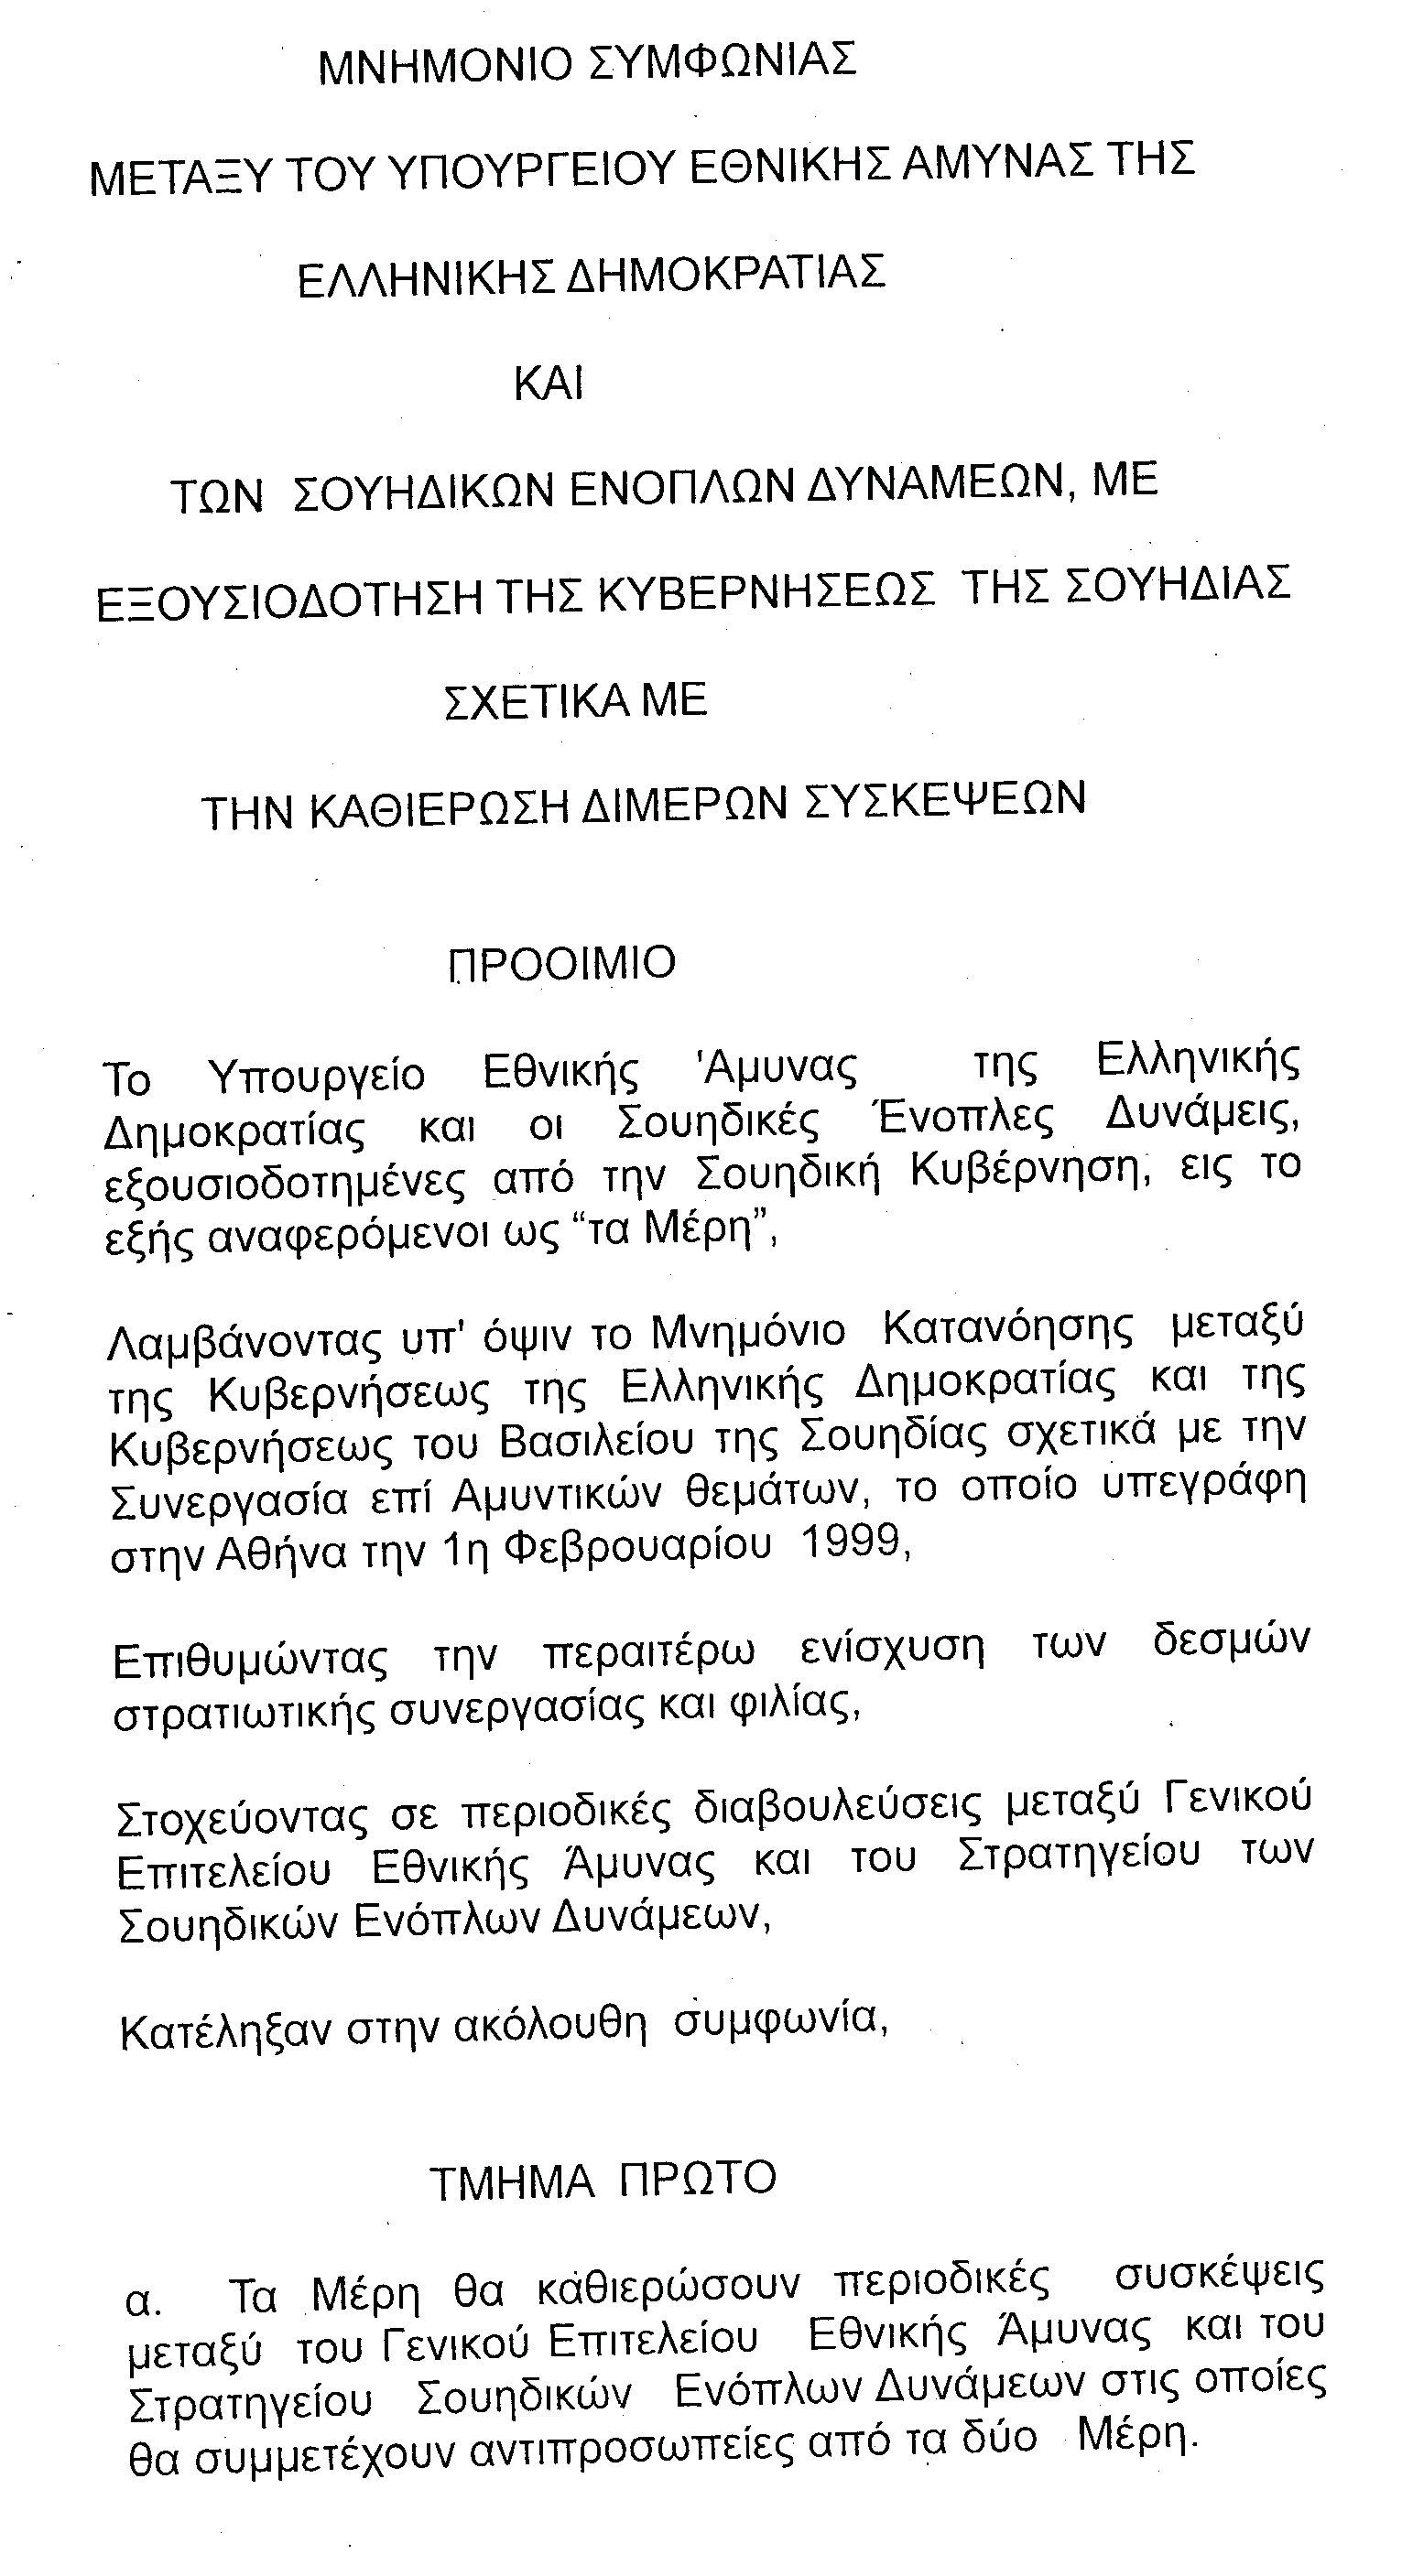 ΜΝΗΜΟΝΙΟ ΣΥΜΦΩΝΙΑΣ
ΜΕΤΑΞΥ ΤΟΥ ΥΠΟΥΡΓΕΙΟΥ ΕΘΝΙΚΗΣ ΑΜΥΝΑΣ ΤΗΣ
ΕΛΛΗΝΙΚΗΣ ΔΗΜΟΚΡΑΤΙΑΣ
ΚΑΙ
ΤΩΝ ΣΟΥΗΔΙΚΩΝ ΕΝΟΠΛΩΝ ΔΥΝΑΜΕΩΝ, ΜΕ
ΕΞΟΥΣΙΟΔΟΤΗΣΗ ΤΗΣ ΚΥΒΕΡΝΗΣΕΩΣ ΤΗΣ ΣΟΥΗΔΙΑΣ
ΣΧΕΤΙΚΑ ΜΕ
ΤΗΝ ΚΑΘΙΕΡΩΣΗ ΔΙΜΕΡΩΝ ΣΥΣΚΕΨΕΩΝ
ΠΡΟΟΙΜΙΟ
Το Υπουργείο Εθνικής 'Αμυνας της Ελληνικής
Δημοκρατίας και οι Σουηδικές Ένοπλες Δυνάμεις,
εξουσιοδοτημένες από την Σουηδική Κυβέρνηση, εις το
εξής αναφερόμενοι ως “τα Μέρη”,
Λαμβάνοντας υπ' όψιν το Μνημόνιο Κατανόησης μεταξύ
της Κυβερνήσεως της Ελληνικής Δημοκρατίας και της
Κυβερνήσεως του Βασιλείου της Σουηδίας σχετικά με την
Συνεργασία επί Αμυντικών θεμάτων, το οποίο υπεγράφη
στην Αθήνα την 1η Φεβρουαρίου 1999,
Επιθυμώντας την περαιτέρω ενίσχυση των δεσμών
στρατιωτικής συνεργασίας και φιλίας,
Στοχεύοντας σε περιοδικές διαβουλεύσεις μεταξύ Γενικού
Επιτελείου Εθνικής Άμυνας και του Στρατηγείου των
Σουηδικών Ενόπλων Δυνάμεων,
Κατέληξαν στην ακόλουθη συμφωνία,
ΤΜΗΜΑ ΠΡΩΤΟ
α. Τα Μέρη θα καθιερώσουν περιοδικές συσκέψεις
μεταξύ του Γενικού Επιτελείου Εθνικής Άμυνας και του
Στρατηγείου Σουηδικών Ενόπλων Δυνάμεων στις οποίες
θα συμμετέχουν αντιπροσωπείες από τα δύο Μέρη.